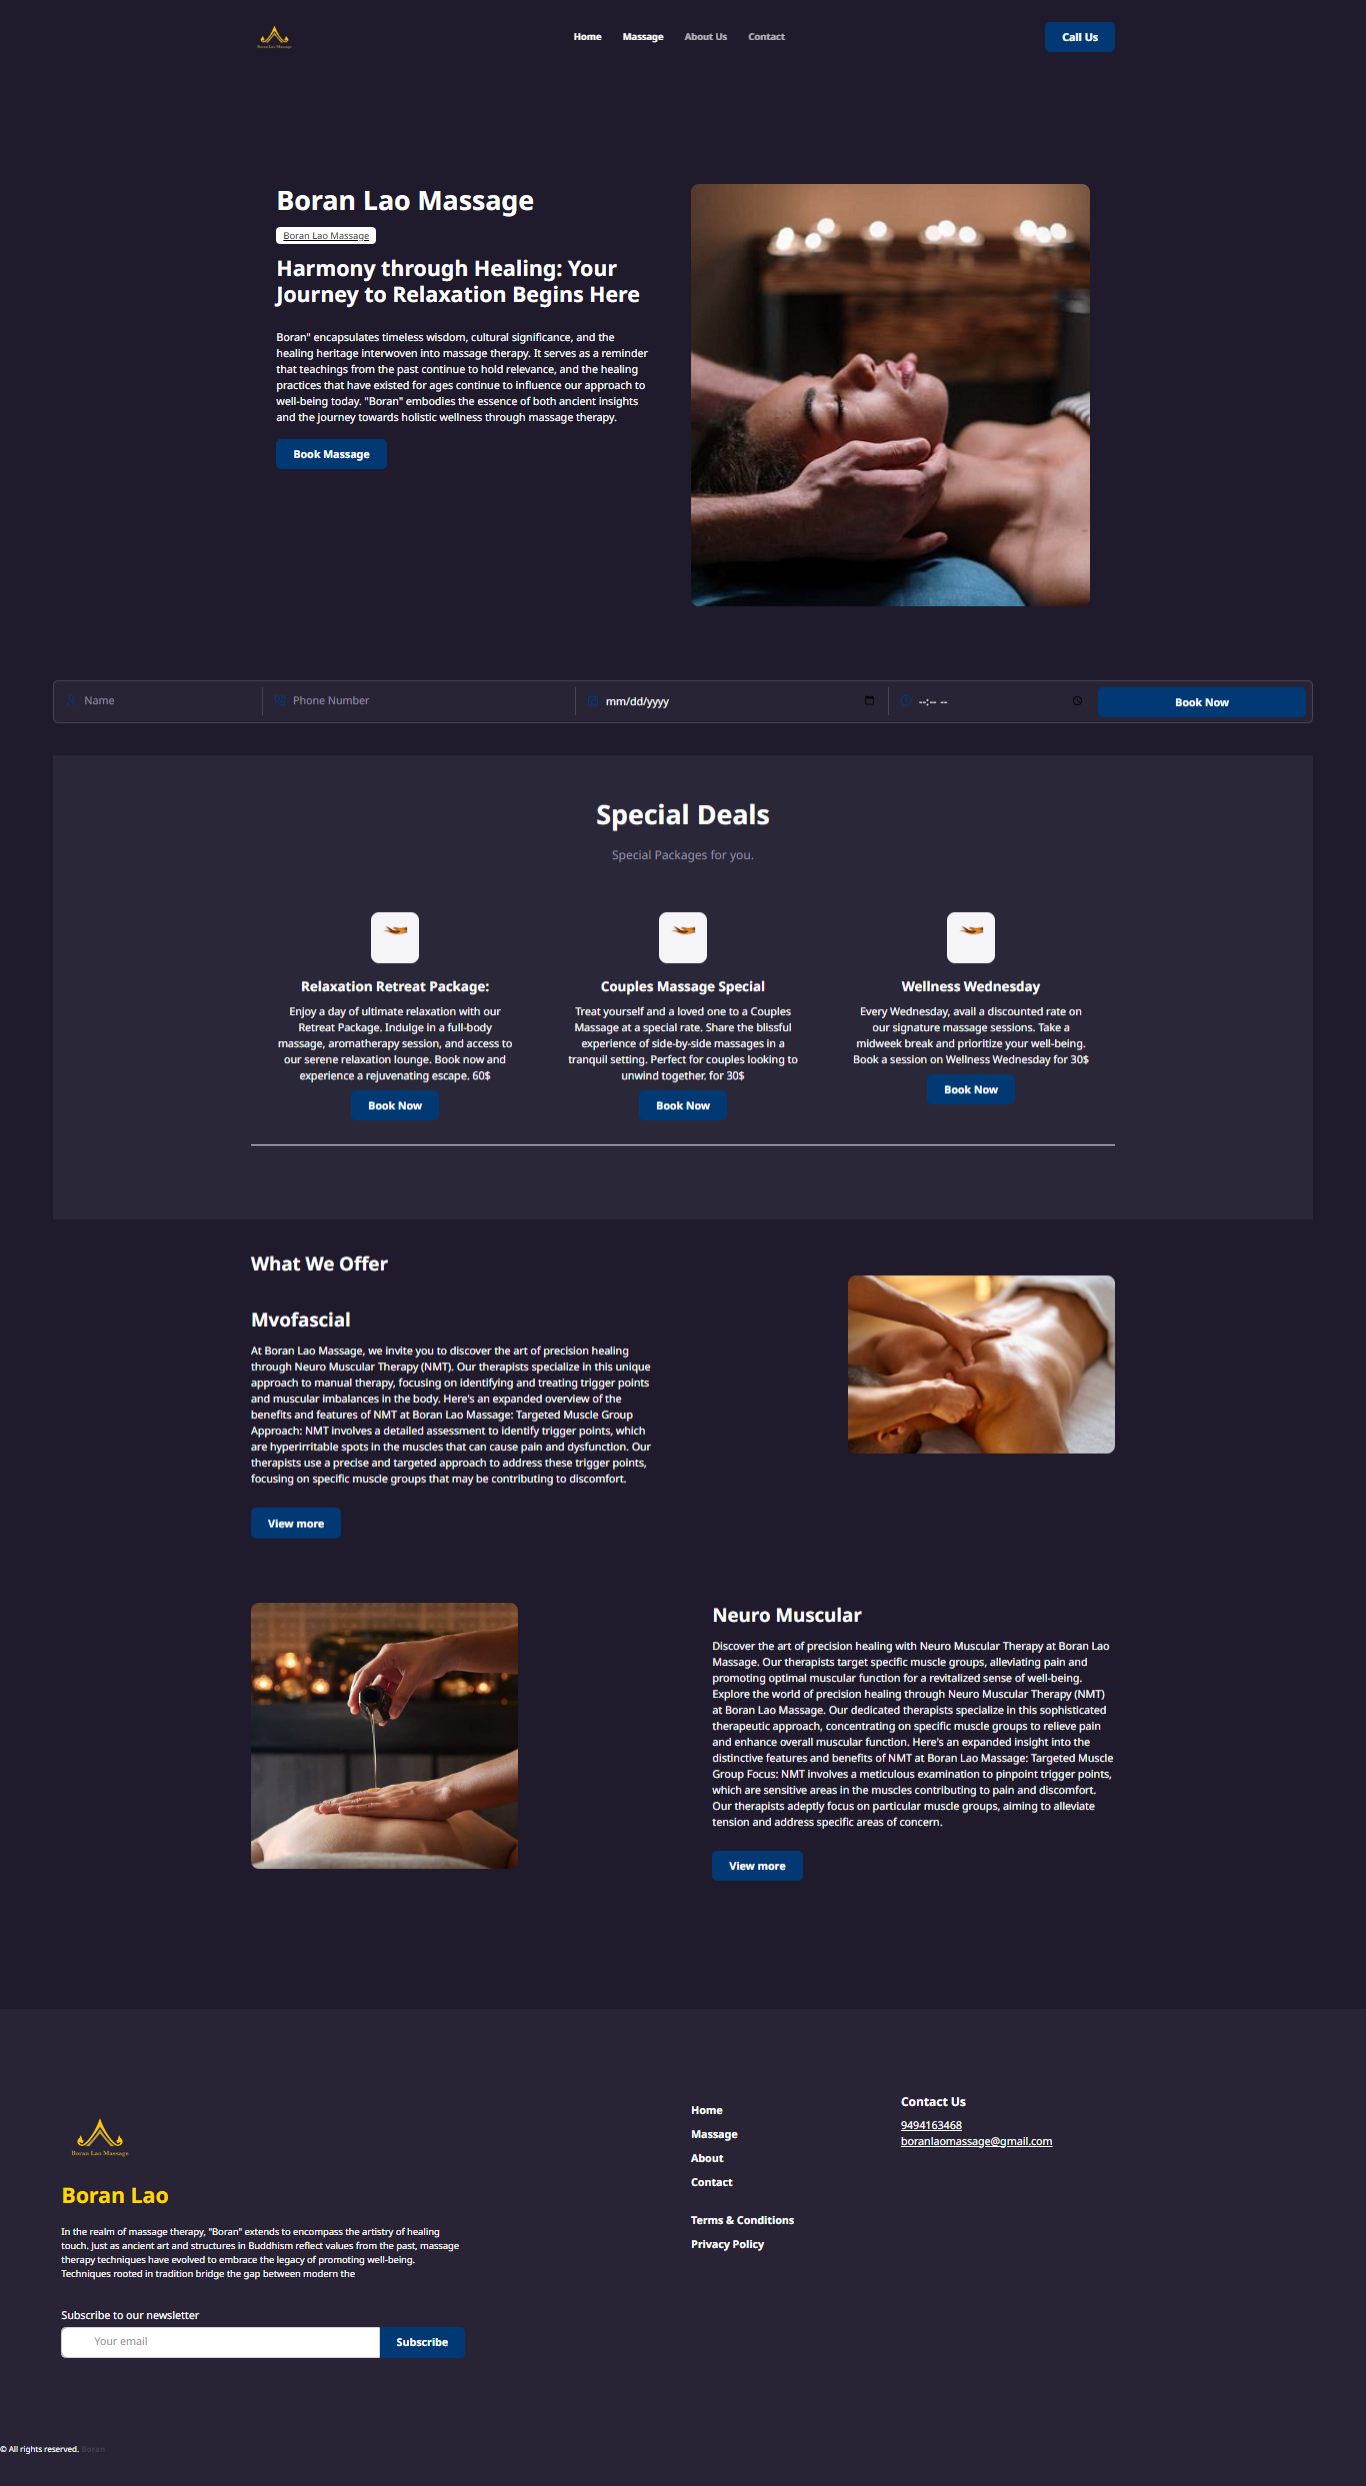 Boran Lao Massage
Home
Massage
About Us
Contact
Call Us
Boran Lao Massage
Boran Lao Massage
Harmony through Healing: Your
Journey to Relaxation Begins Here
Boran" encapsulates timeless wisdom, cultural significance, and the
healing heritage interwoven into massage therapy. It serves as a reminder
that teachings from the past continue to hold relevance, and the healing
practices that have existed for ages continue to influence our approach to
well-being today. "Boran" embodies the essence of both ancient insights
and the journey towards holistic wellness through massage therapy.
Book Massage
Name
Phone Number
mm/dd/yyyy
--:-- --
Book Now
Special Deals
Special Packages for you.
Relaxation Retreat Package:
Enjoy a day of ultimate relaxation with our
Retreat Package. Indulge in a full-body
massage, aromatherapy session, and access to
our serene relaxation lounge. Book now and
experience a rejuvenating escape. 60$
Book Now
Couples Massage Special
Treat yourself and a loved one to a Couples
Massage at a special rate. Share the blissful
experience of side-by-side massages in a
tranquil setting. Perfect for couples looking to
unwind together. for 30$
Book Now
Wellness Wednesday
Every Wednesday, avail a discounted rate on
our signature massage sessions. Take a
midweek break and prioritize your well-being.
Book a session on Wellness Wednesday for 30$
Book Now
What We Offer
Mvofascial
At Boran Lao Massage, we invite you to discover the art of precision healing
through Neuro Muscular Therapy (NMT). Our therapists specialize in this unique
approach to manual therapy, focusing on identifying and treating trigger points
and muscular imbalances in the body. Here's an expanded overview of the
benefits and features of NMT at Boran Lao Massage: Targeted Muscle Group
Approach: NMT involves a detailed assessment to identify trigger points, which
are hyperirritable spots in the muscles that can cause pain and dysfunction. Our
therapists use a precise and targeted approach to address these trigger points,
focusing on specific muscle groups that may be contributing to discomfort.
View more
Neuro Muscular
Discover the art of precision healing with Neuro Muscular Therapy at Boran Lao
Massage. Our therapists target specific muscle groups, alleviating pain and
promoting optimal muscular function for a revitalized sense of well-being.
Explore the world of precision healing through Neuro Muscular Therapy (NMT)
at Boran Lao Massage. Our dedicated therapists specialize in this sophisticated
therapeutic approach, concentrating on specific muscle groups to relieve pain
and enhance overall muscular function. Here's an expanded insight into the
distinctive features and benefits of NMT at Boran Lao Massage: Targeted Muscle
Group Focus: NMT involves a meticulous examination to pinpoint trigger points,
which are sensitive areas in the muscles contributing to pain and discomfort.
Our therapists adeptly focus on particular muscle groups, aiming to alleviate
tension and address specific areas of concern.
View more
Boran Lao Massage
Boran Lao
In the realm of massage therapy, "Boran" extends to encompass the artistry of healing
touch. Just as ancient art and structures in Buddhism reflect values from the past, massage
therapy techniques have evolved to embrace the legacy of promoting well-being.
Techniques rooted in tradition bridge the gap between modern the
Subscribe to our newsletter
Your email
Subscribe
Home
Massage
About
Contact
Terms & Conditions
Privacy Policy
Contact Us
9494163468
boranlaomassage@gmail.com
© All rights reserved. Boran